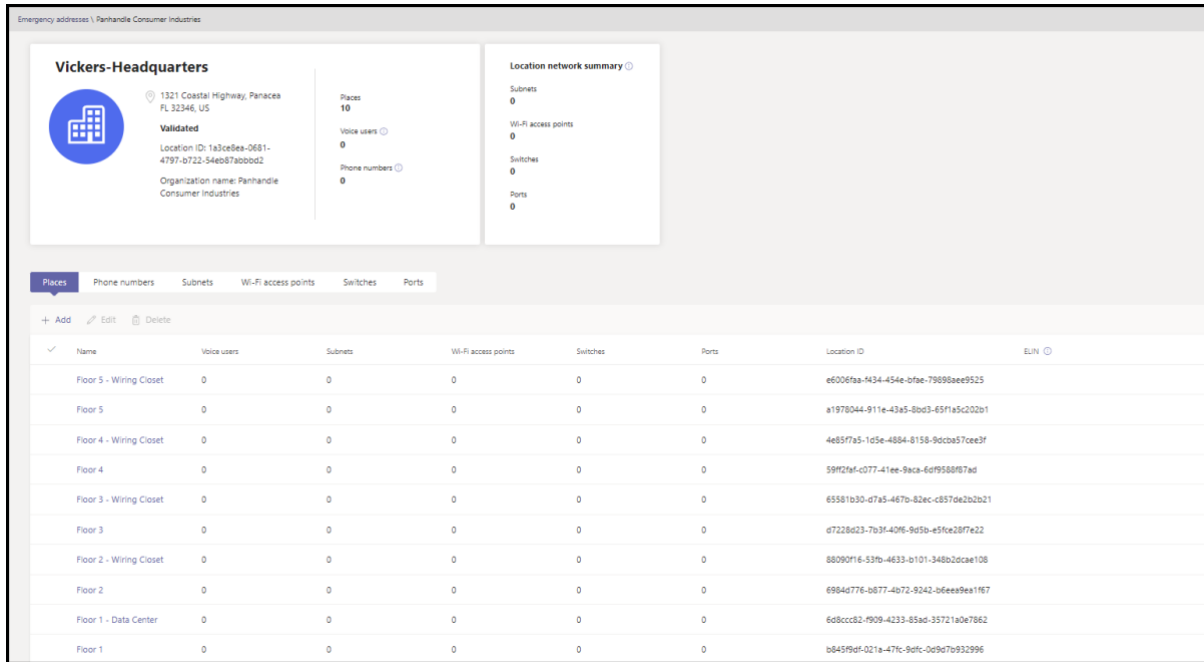 Emergency addresses \ Panhandle Consumer Industries
Vickers-Headquarters
1321 Coastal Highway, Panacea
FL 32346, US
Validated
Location ID: 1a3ce8ea-0681-
4797-b722-54eb87abbbd2
Organization name: Panhandle
Consumer Industries
Places
10
Voice users
0
Phone numbers
0
Location network summary
Subnets
0
Wi-Fi access points
0
Switches
0
Ports
0
Places Phone numbers Subnets Wi-Fi access points Switches Ports
+ Add Edit Delete
Name Voice users Subnets Wi-Fi access points Switches Ports Location ID ELIN
Floor 5 - Wiring Closet 0 0 0 0 0 e6006faa-f434-454e-bfae-79898aee9525
Floor 5 0 0 0 0 0 a1978044-911e-43a5-8bd3-65f1a5c202b1
Floor 4 - Wiring Closet 0 0 0 0 0 4e85f7a5-1d5e-4884-8158-9dcba57cee3f
Floor 4 0 0 0 0 0 59ff2faf-c077-41ee-9aca-6df9588f87ad
Floor 3 - Wiring Closet 0 0 0 0 0 65581b30-d7a5-467b-82ec-c857de2b2b21
Floor 3 0 0 0 0 0 d7228d23-7b3f-40f6-9d5b-e5fce28f7e22
Floor 2 - Wiring Closet 0 0 0 0 0 88090f16-53fb-4633-b101-348b2dcae108
Floor 2 0 0 0 0 0 6984d776-b877-4b72-9242-b6eea9ea1f67
Floor 1 - Data Center 0 0 0 0 0 6d8ccc82-f909-4233-85ad-35721a0e7862
Floor 1 0 0 0 0 0 b845f9df-021a-47fc-9dfc-0d9d7b932996